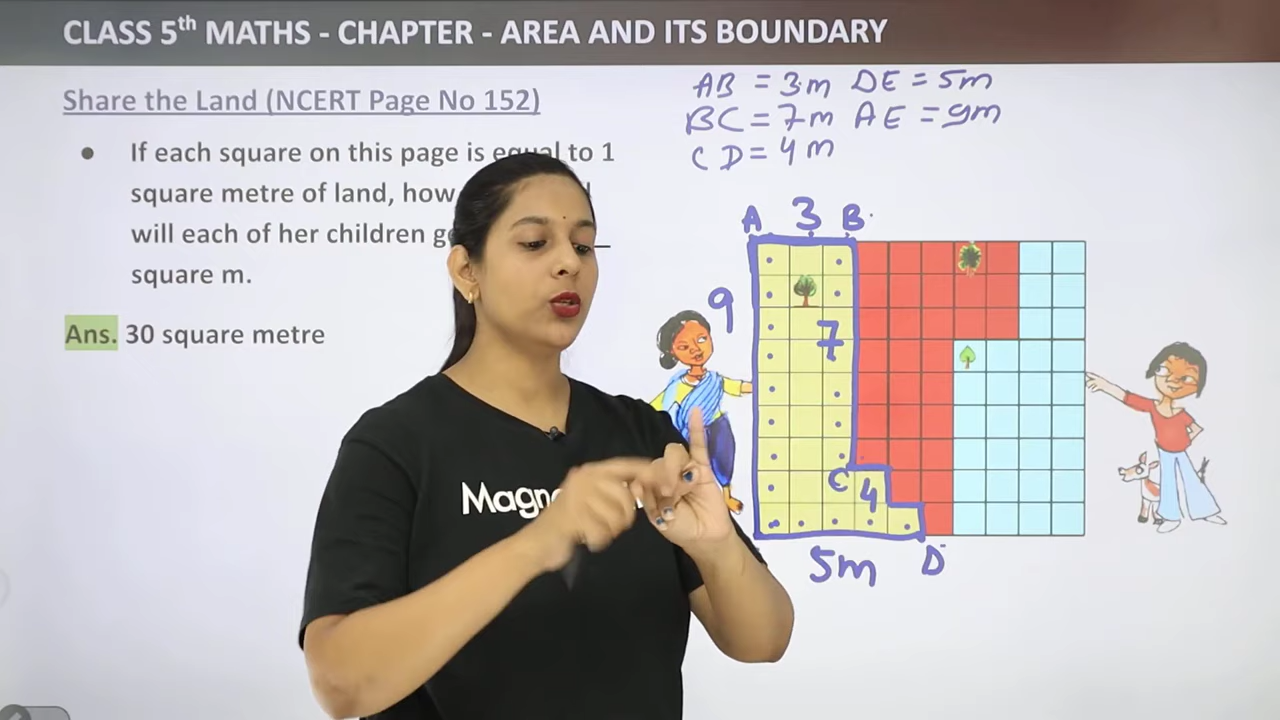 CLASS 5th MATHS - CHAPTER - AREA AND ITS BOUNDARY
Share the Land (NCERT Page No 152)
● If each square on this page is equal to 1
square metre of land, how
will each of her children
square m.
Ans. 30 square metre
AB = 3m DE = 5m
BC = 7m AE = 9m
CD = 4m
A 3 B
9
7
C 4
5m D
Magne